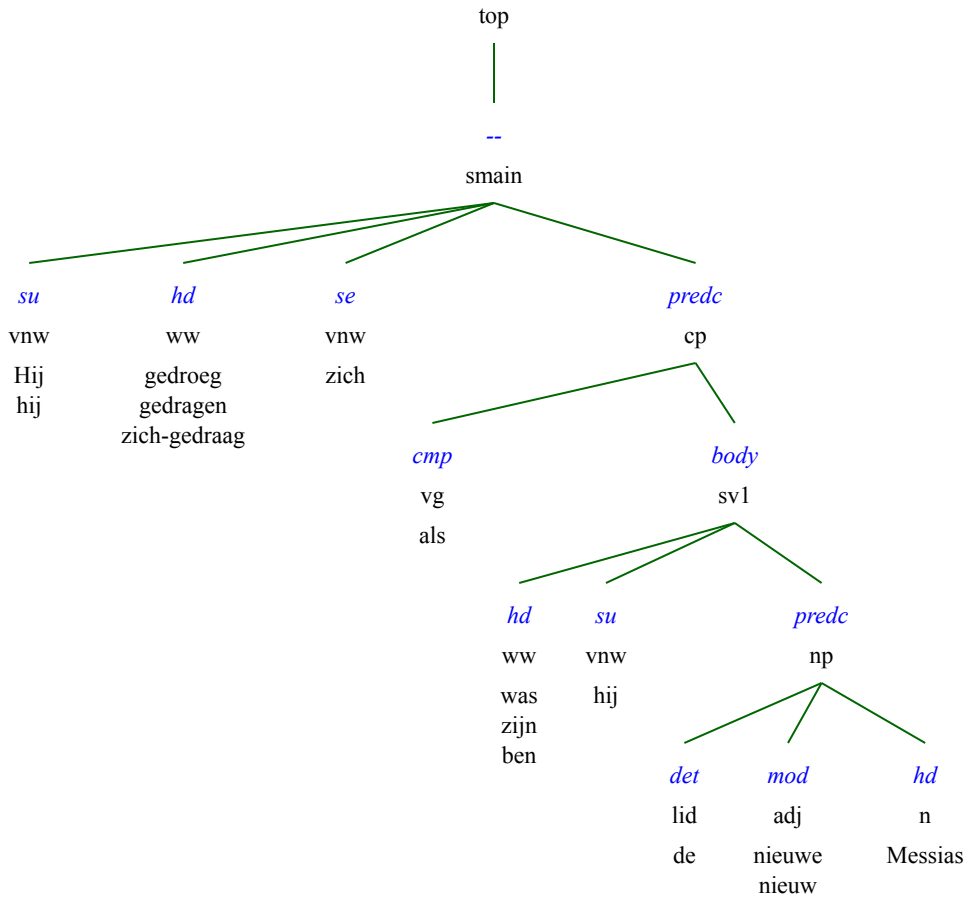 top
--
smain
su hd se predc
vnw ww vnw cp
Hij gedroeg zich
hij gedragen
zich-gedraag
cmp body
vg sv1
als
hd su predc
ww vnw np
was hij
zijn
ben
det mod hd
lid adj n
de nieuwe Messias
nieuw